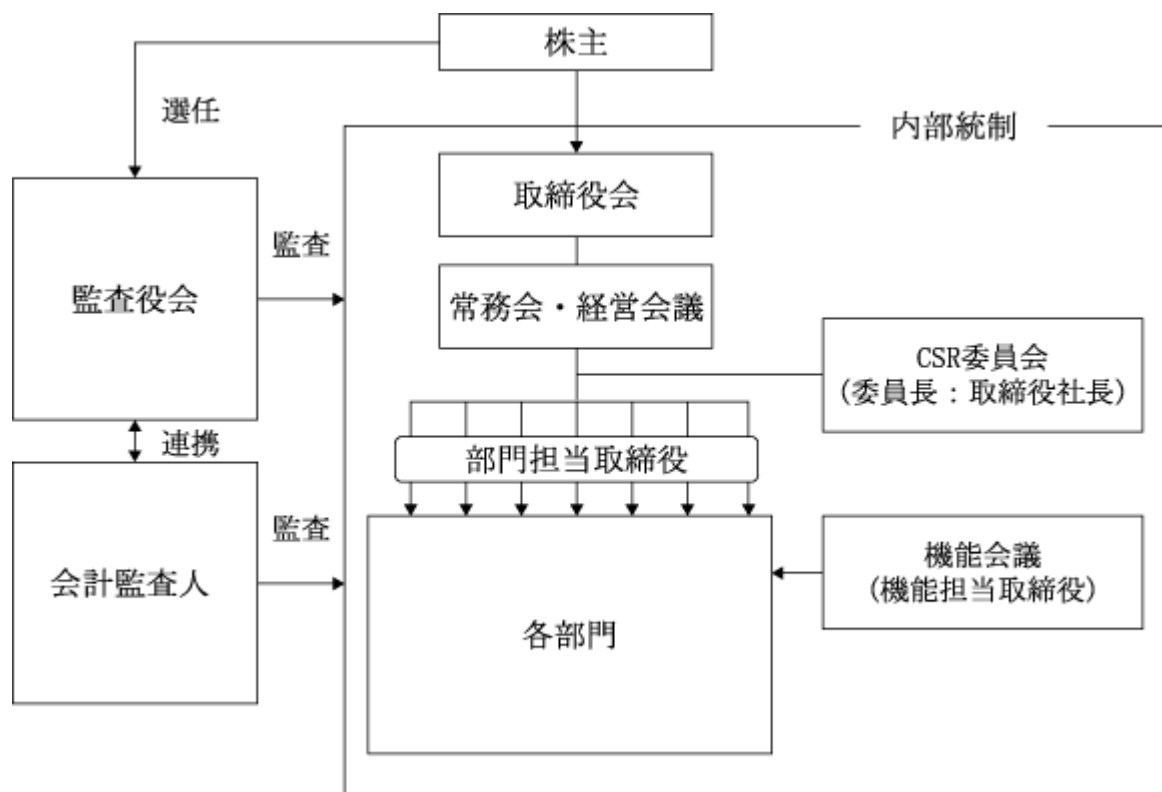 株主
選任
内部統制
取締役会
監査
監査役会
常務会・経営会議
CSR委員会
(委員長:取締役社長)
連携
部門担当取締役
監査
会計監査人
機能会議
(機能担当取締役)
各部門